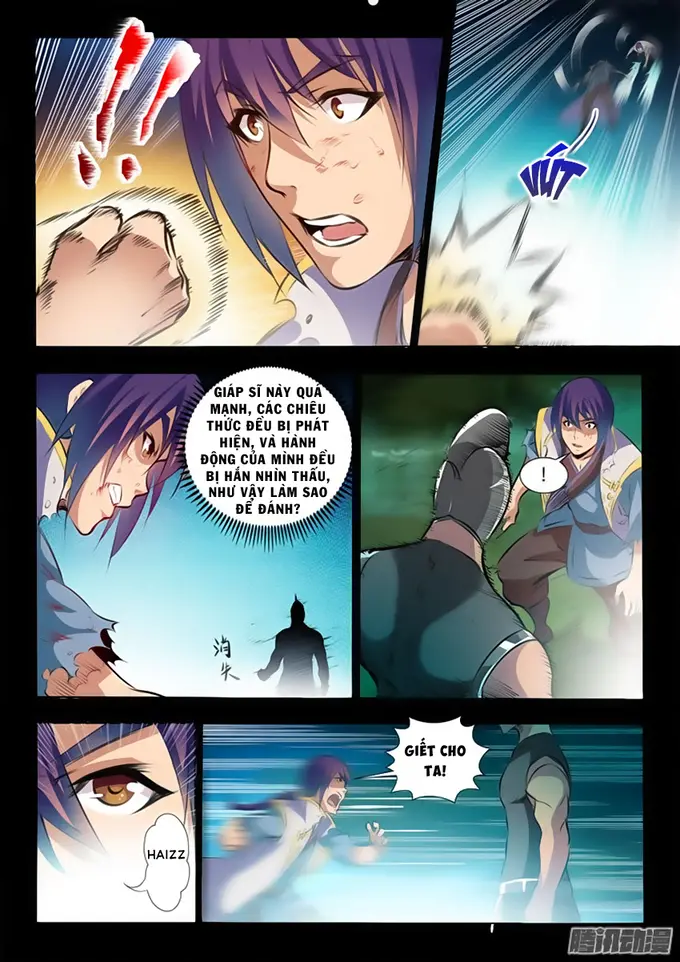 !!
VÚT
GIÁP SĨ NÀY QUÁ
MẠNH, CÁC CHIÊU
THỨC ĐỀU BỊ PHÁT
HIỆN, VẢ HÀNH
ĐỘNG CỦA MÌNH ĐỀU
BỊ HẮN NHÌN THẤU,
NHƯ VẬY LÀM SAO
ĐỂ ĐÁNH?
!
消
失
HAIZZ
GIẾT CHO
TA!
腾讯动漫